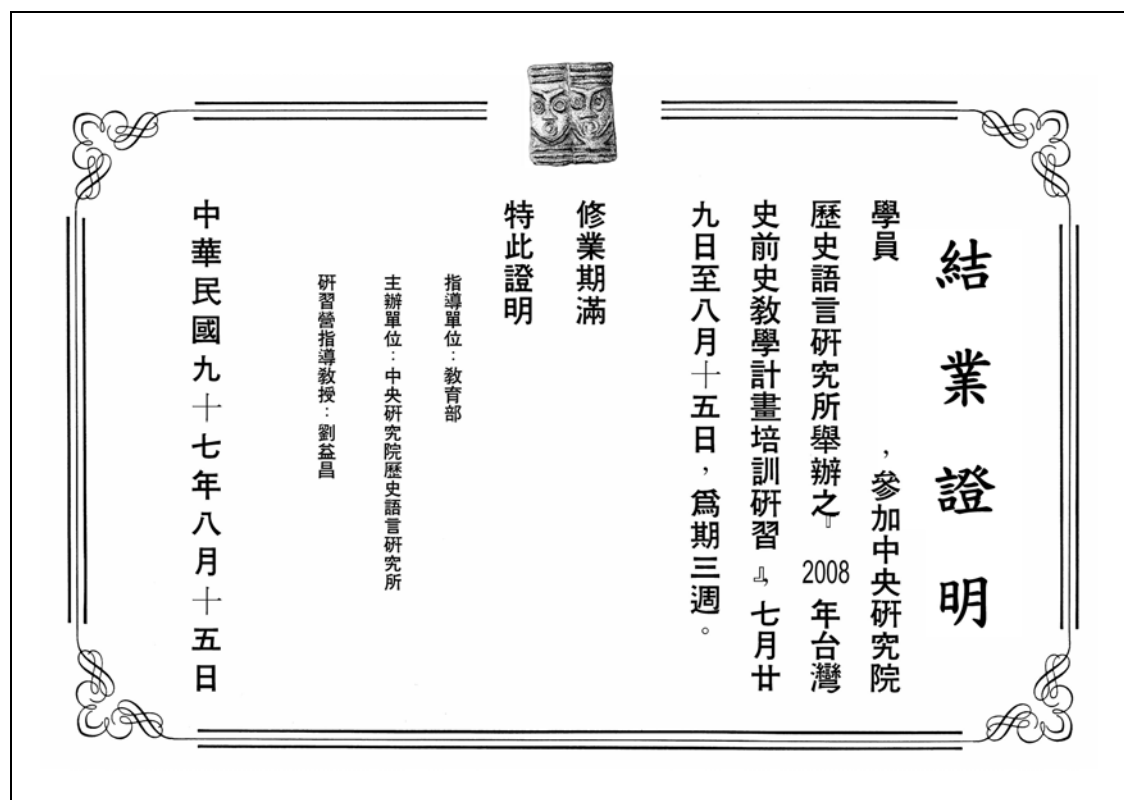 結業證明
學員　　　　　，參加中央研究院
歷史語言研究所舉辦之『2008年台灣
史前史教學計畫培訓研習』，七月廿
九日至八月十五日，為期三週。
修業期滿
特此證明
指導單位：教育部
主辦單位：中央研究院歷史語言研究所
研習營指導教授：劉益昌
中華民國九十七年八月十五日